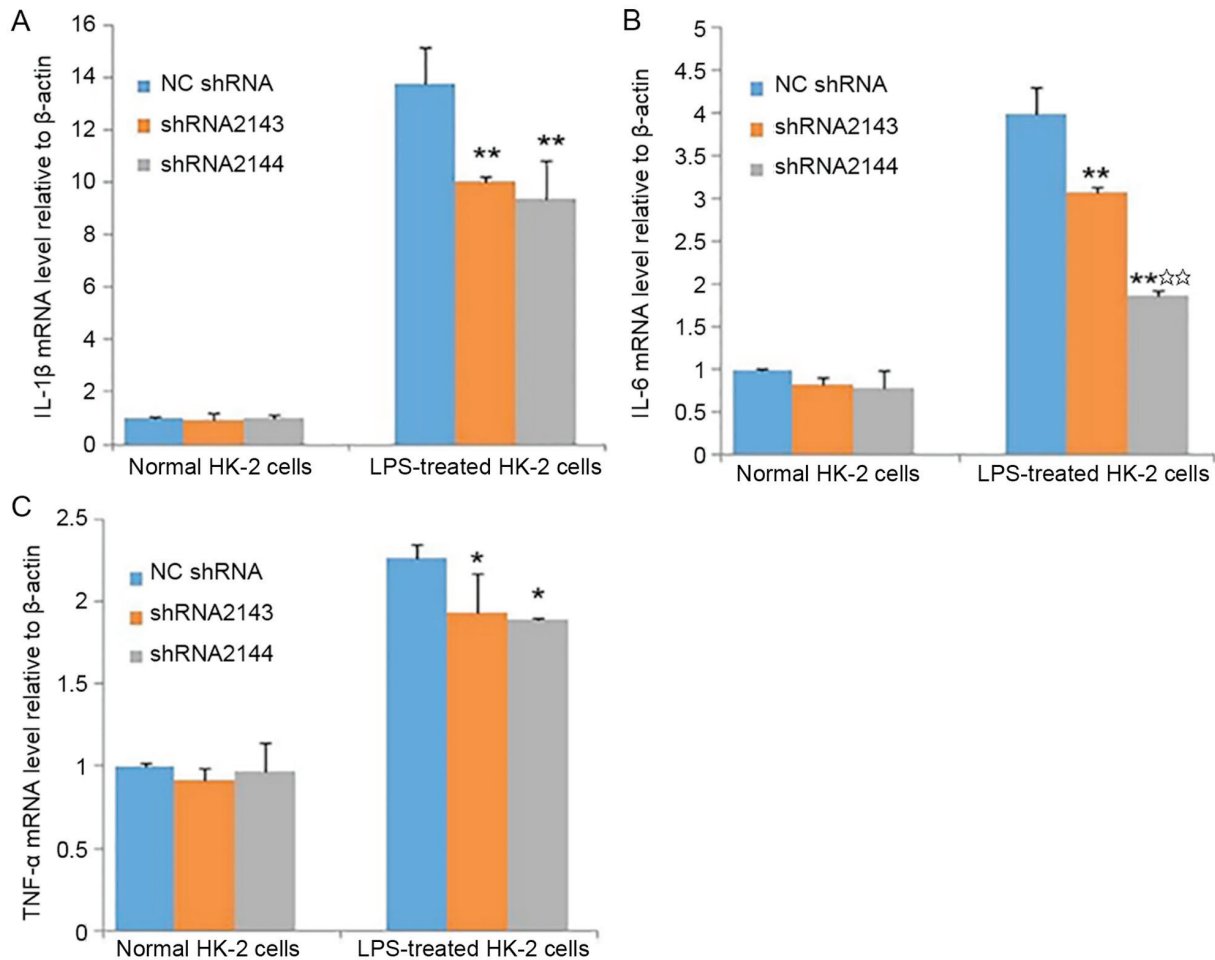 A
IL-1β mRNA level relative to β-actin
16
14
12
10
8
6
4
2
0
NC shRNA
shRNA2143
shRNA2144
**
**
Normal HK-2 cells
LPS-treated HK-2 cells
B
IL-6 mRNA level relative to β-actin
5
4.5
4
3.5
3
2.5
2
1.5
1
0.5
0
NC shRNA
shRNA2143
shRNA2144
**
**☆☆
Normal HK-2 cells
LPS-treated HK-2 cells
C
TNF-α mRNA level relative to β-actin
2.5
2
1.5
1
0.5
0
NC shRNA
shRNA2143
shRNA2144
*
*
Normal HK-2 cells
LPS-treated HK-2 cells